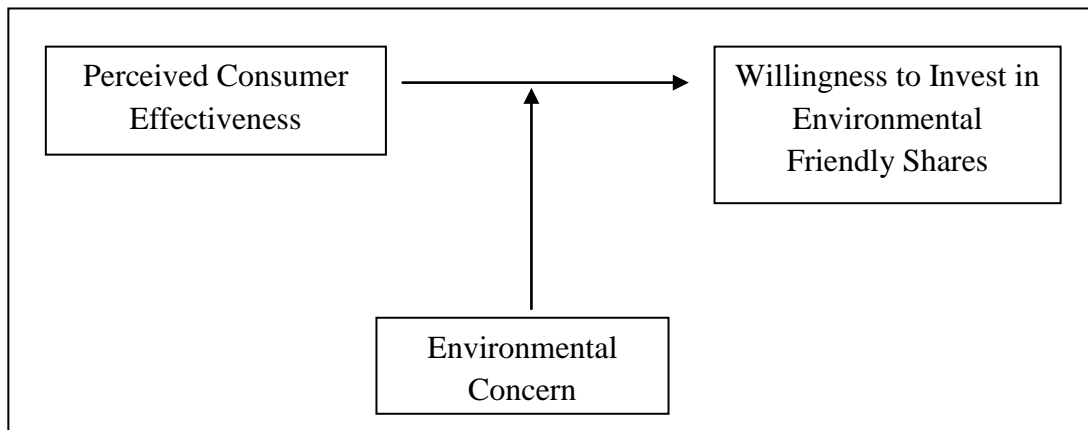 Perceived Consumer
Effectiveness
Willingness to Invest in
Environmental
Friendly Shares
Environmental
Concern